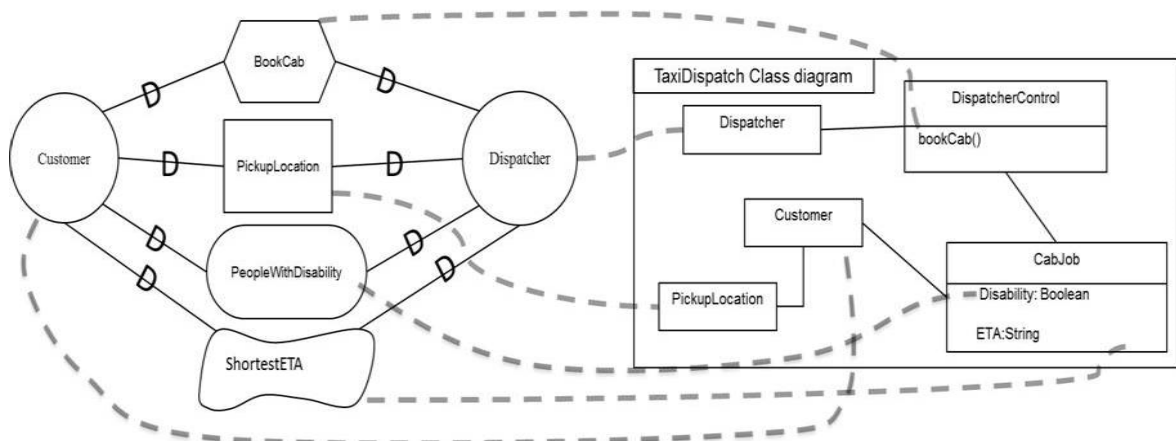 BookCab
D
D
Customer
D
PickupLocation
D
Dispatcher
D
PeopleWithDisability
D
D
ShortestETA
D
TaxiDispatch Class diagram
Dispatcher
DispatcherControl
bookCab()
Customer
PickupLocation
CabJob
Disability: Boolean
ETA:String